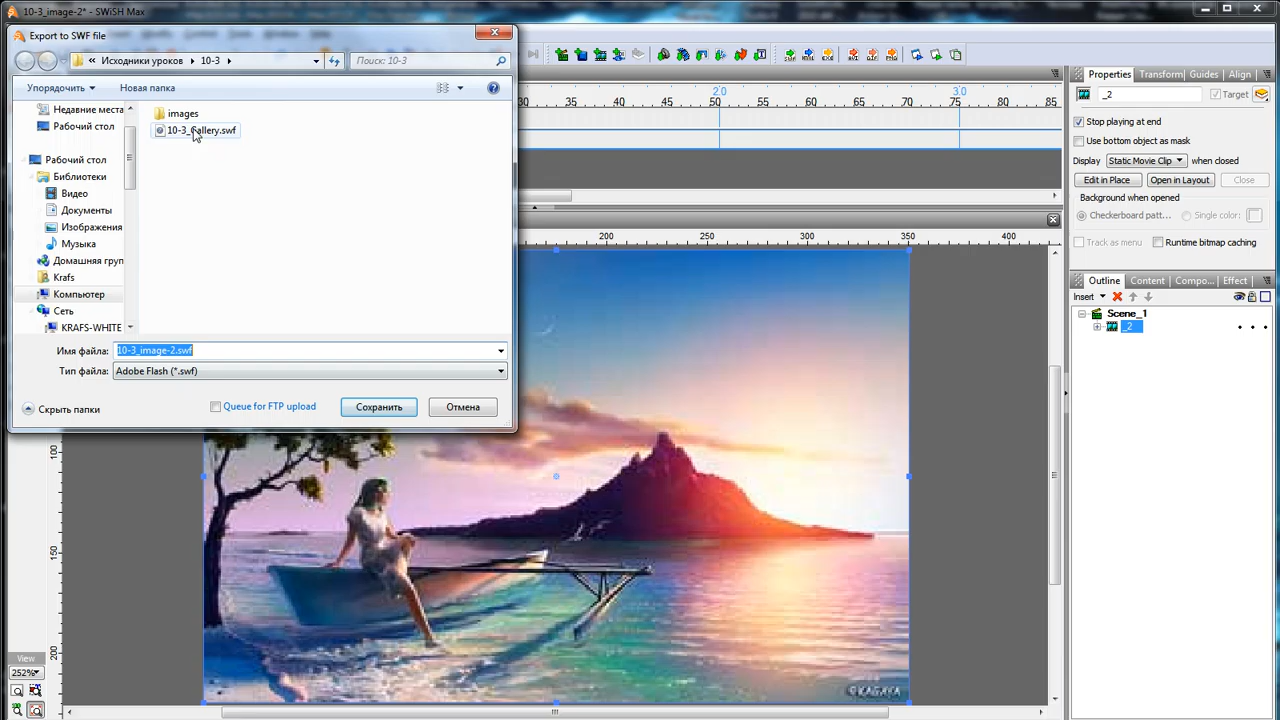 10-3_image-2* - SWiSH Max
Export to SWF file
Исходники уроков
10-3
Поиск: 10-3
Упорядочить
Новая папка
Недавние места
Рабочий стол
Рабочий стол
Библиотеки
Видео
Документы
Изображения
Музыка
Домашняя груп
Krafs
Компьютер
Сеть
KRAFS-WHITE
images
10-3_Gallery.swf
Имя файла: 10-3_image-2.swf
Тип файла: Adobe Flash (*.swf)
Скрыть папки
Queue for FTP upload
Сохранить
Отмена
2.0 3.0
35 40 45 50 55 60 65 70 75 80 85
200 250 300 350 400
100
150
200
©KAGAYA
View
252%
Properties Transform Guides Align
_2
Target
Stop playing at end
Use bottom object as mask
Display Static Movie Clip when closed
Edit in Place Open in Layout Close
Background when opened
Checkerboard patt... Single color:
Track as menu Runtime bitmap caching
Outline Content Compo... Effect
Insert
Scene_1
_2